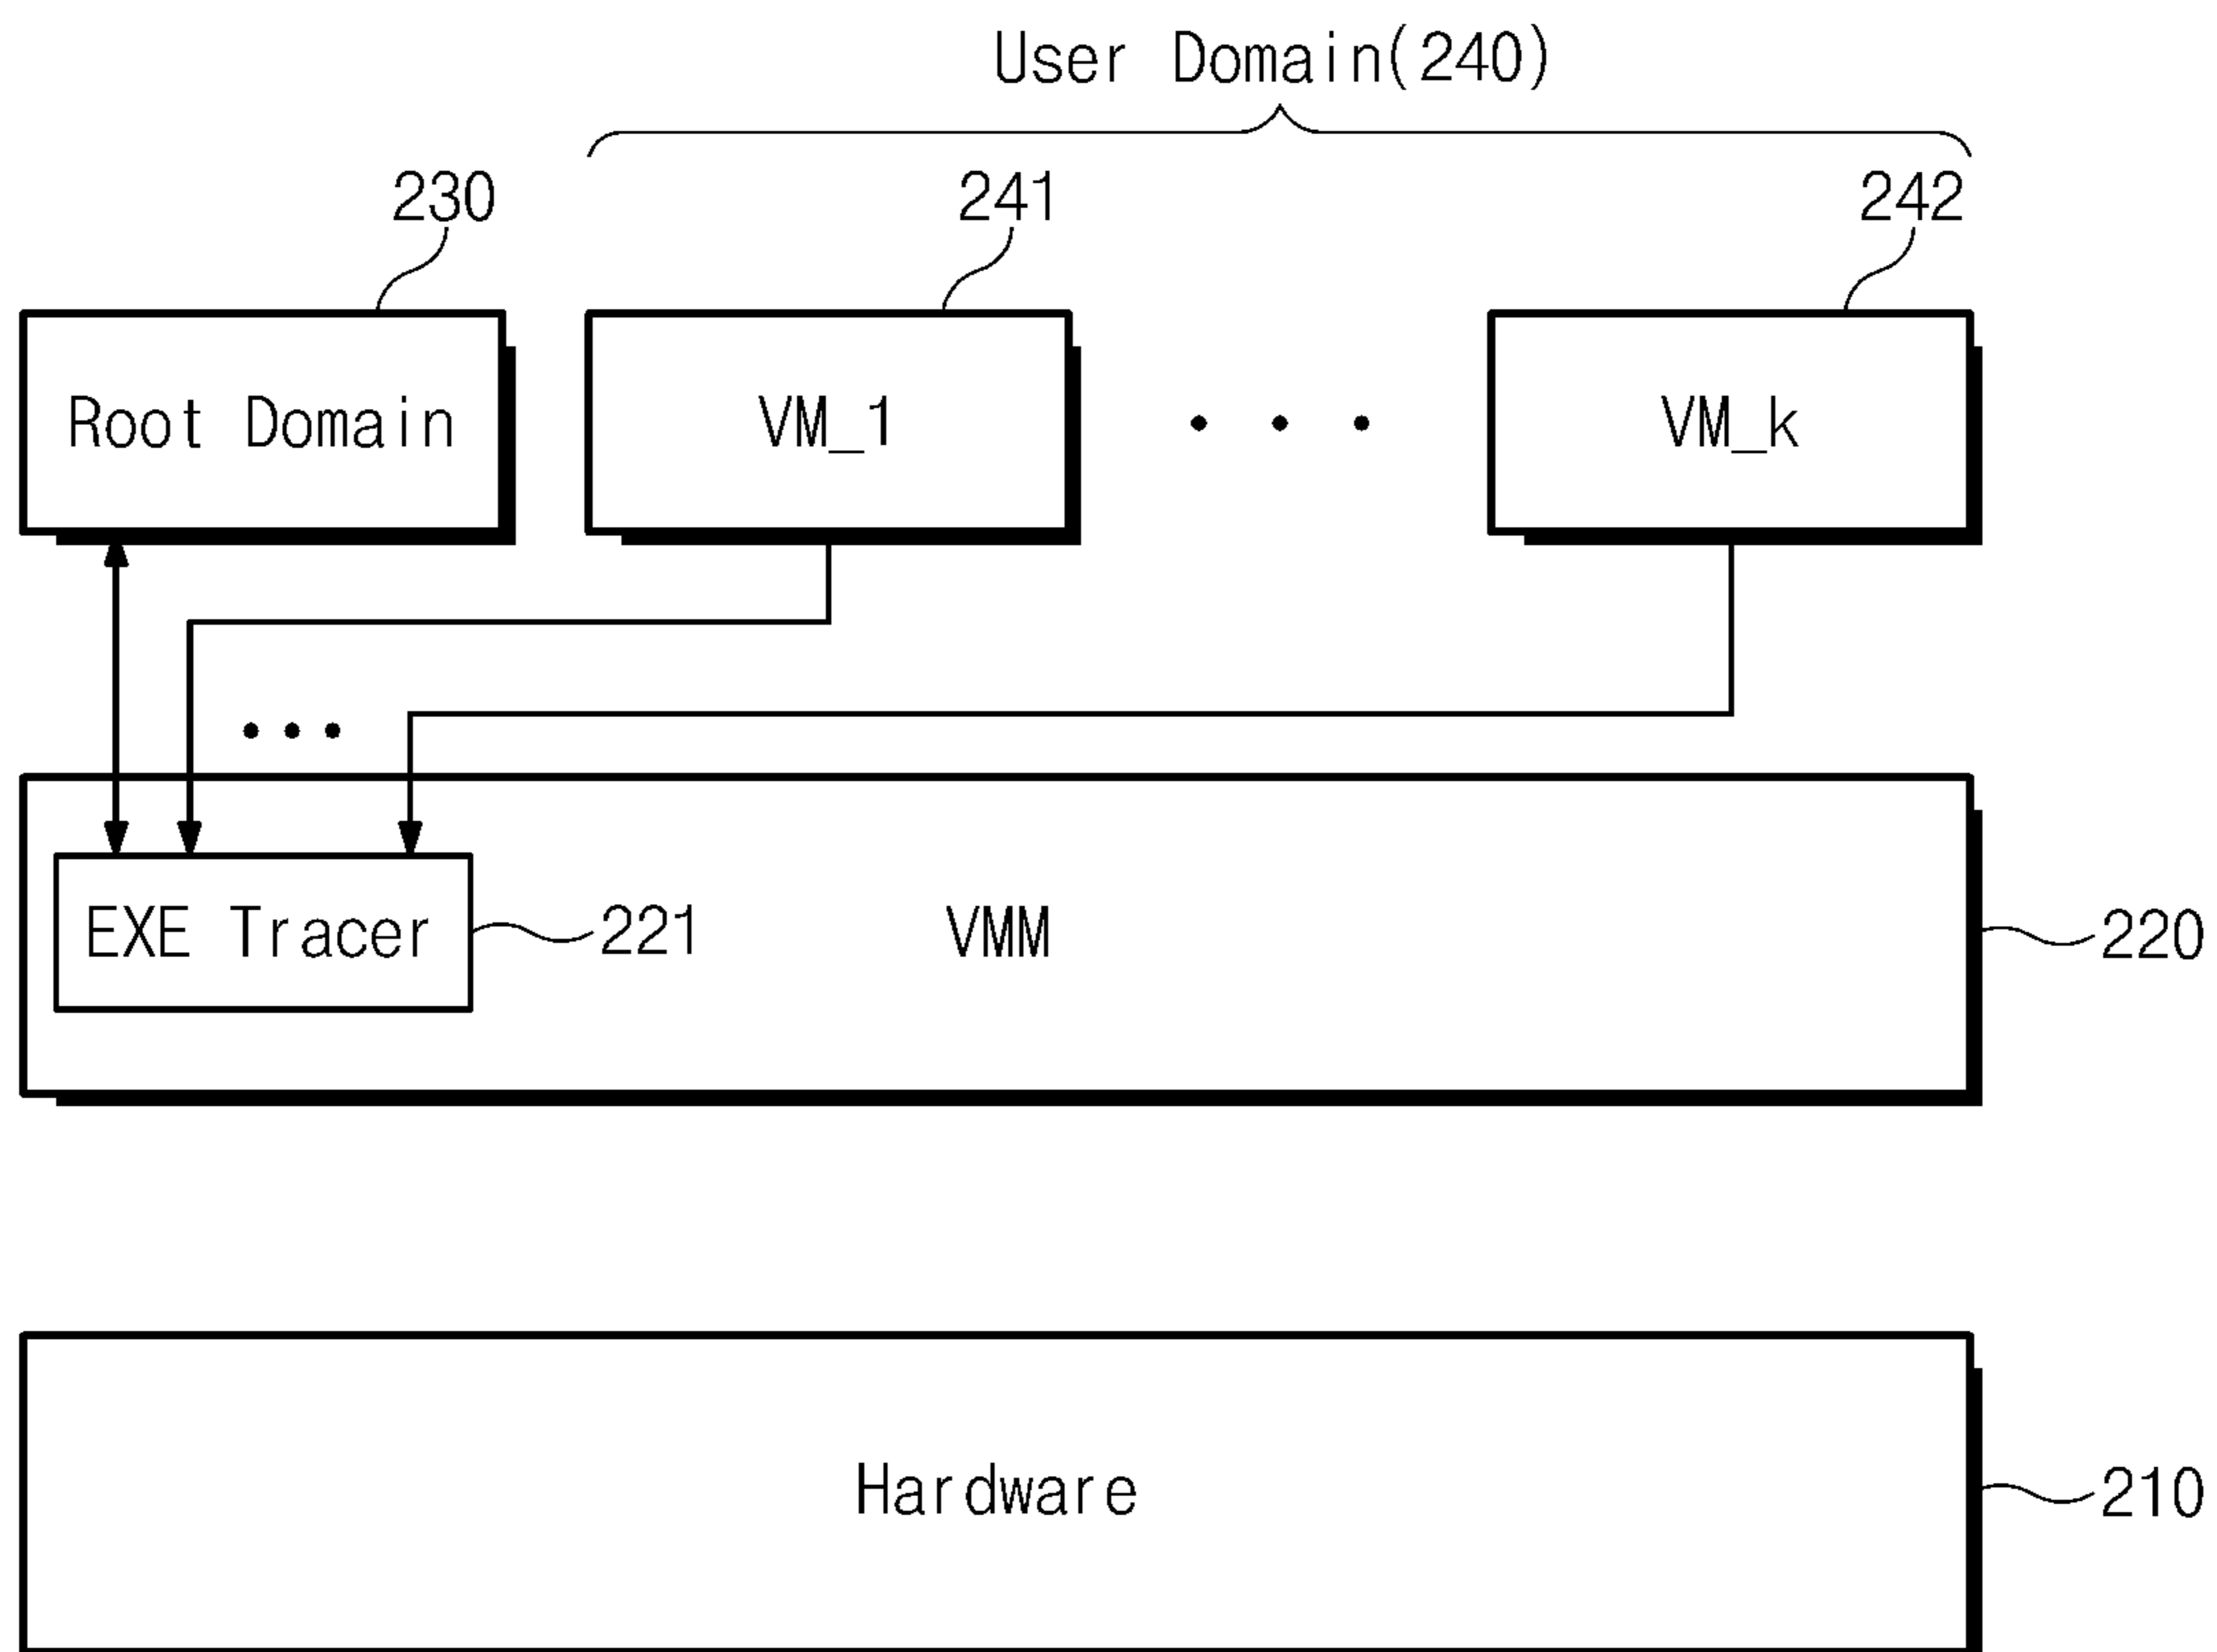 User Domain(240)
230
241
242
Root Domain
VM_1
. . .
VM_k
...
EXE Tracer
221
VMM
220
Hardware
210